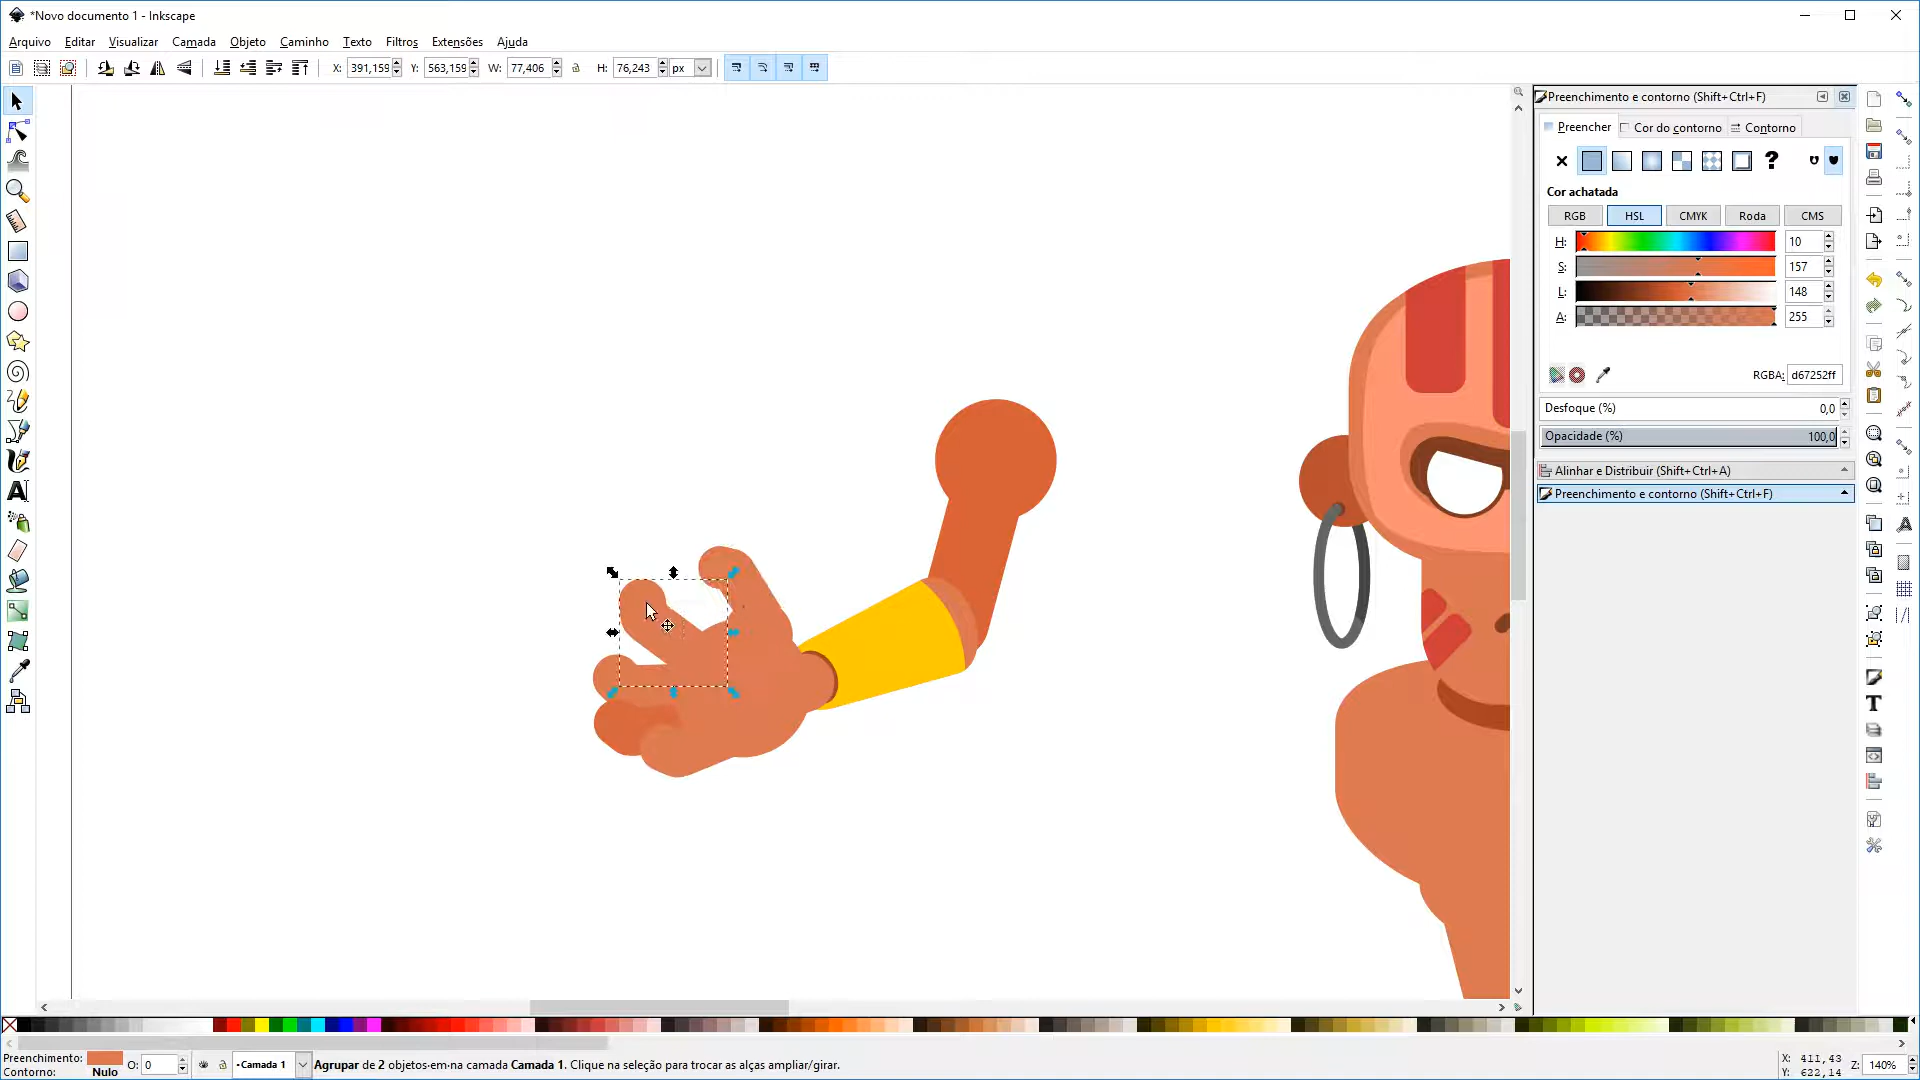 *Novo documento 1 - Inkscape
Arquivo Editar Visualizar Camada Objeto Caminho Texto Filtros Extensões Ajuda
X: 391,159 Y: 563,159 W: 77,406 H: 76,243 px
Preenchimento e contorno (Shift+Ctrl+F)
Preencher Cor do contorno Contorno
Cor achatada
RGB HSL CMYK Roda CMS
H: 10
S: 157
L: 148
A: 255
RGBA: d67252ff
Desfoque (%) 0,0
Opacidade (%) 100,0
Alinhar e Distribuir (Shift+Ctrl+A)
Preenchimento e contorno (Shift+Ctrl+F)
Preenchimento: O: 0 •Camada 1 Agrupar de 2 objetos·em·na camada Camada 1. Clique na seleção para trocar as alças ampliar/girar.
Contorno: Nulo
X: 411,43
Y: 622,14
Z: 140%